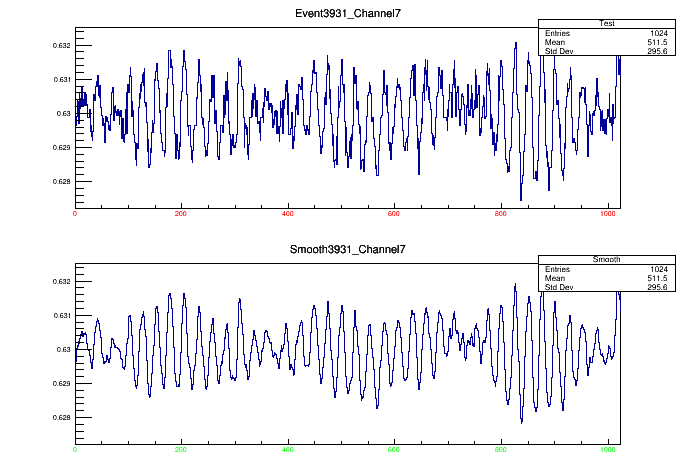 Event3931_Channel7
Test
Entries 1024
Mean 511.5
Std Dev 295.6
0.632
0.631
0.63
0.629
0.628
0 200 400 600 800 1000
Smooth3931_Channel7
Smooth
Entries 1024
Mean 511.5
Std Dev 295.6
0.632
0.631
0.63
0.629
0.628
0 200 400 600 800 1000